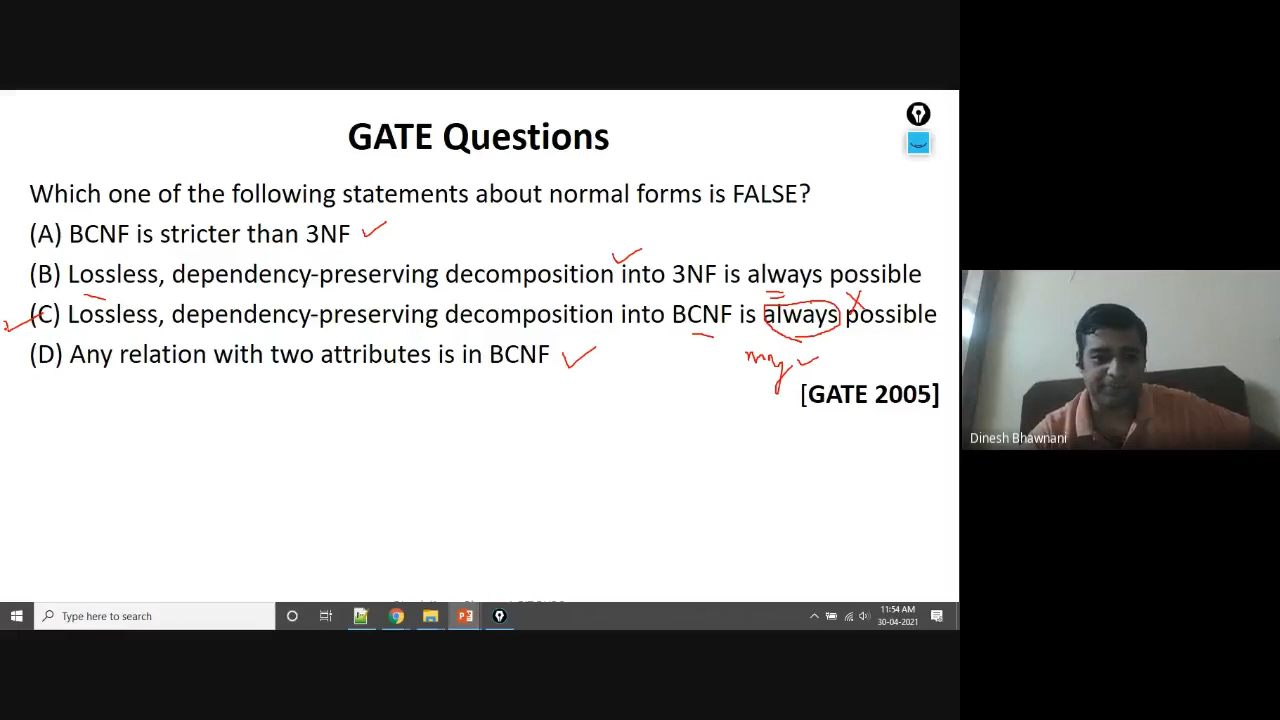 GATE Questions
Which one of the following statements about normal forms is FALSE?
(A) BCNF is stricter than 3NF
(B) Lossless, dependency-preserving decomposition into 3NF is always possible
(C) Lossless, dependency-preserving decomposition into BCNF is always possible
(D) Any relation with two attributes is in BCNF
[GATE 2005]
Dinesh Bhawnani
Type here to search
11:54 AM
30-04-2021